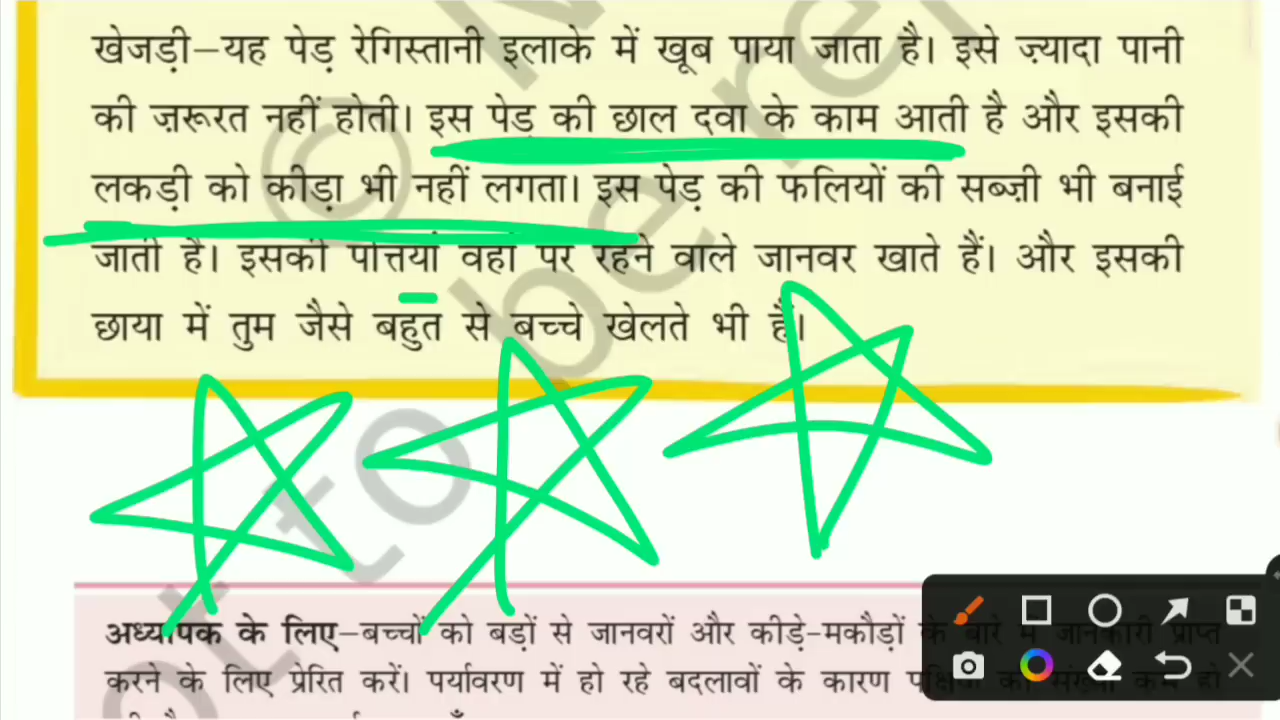 खेजड़ी–यह पेड़ रेगिस्तानी इलाके में खूब पाया जाता है। इसे ज़्यादा पानी
की ज़रूरत नहीं होती। इस पेड़ की छाल दवा के काम आती है और इसकी
लकड़ी को कीड़ा भी नहीं लगता। इस पेड़ की फलियों की सब्ज़ी भी बनाई
जाती है। इसकी पत्तियाँ वहाँ पर रहने वाले जानवर खाते हैं। और इसकी
छाया में तुम जैसे बहुत से बच्चे खेलते भी हैं।
अध्यापक के लिए–बच्चों को बड़ों से जानवरों और कीड़े-मकौड़ों के बारे में जानकारी प्राप्त
करने के लिए प्रेरित करें। पर्यावरण में हो रहे बदलावों के कारण पक्षियों की संख्या कम हो